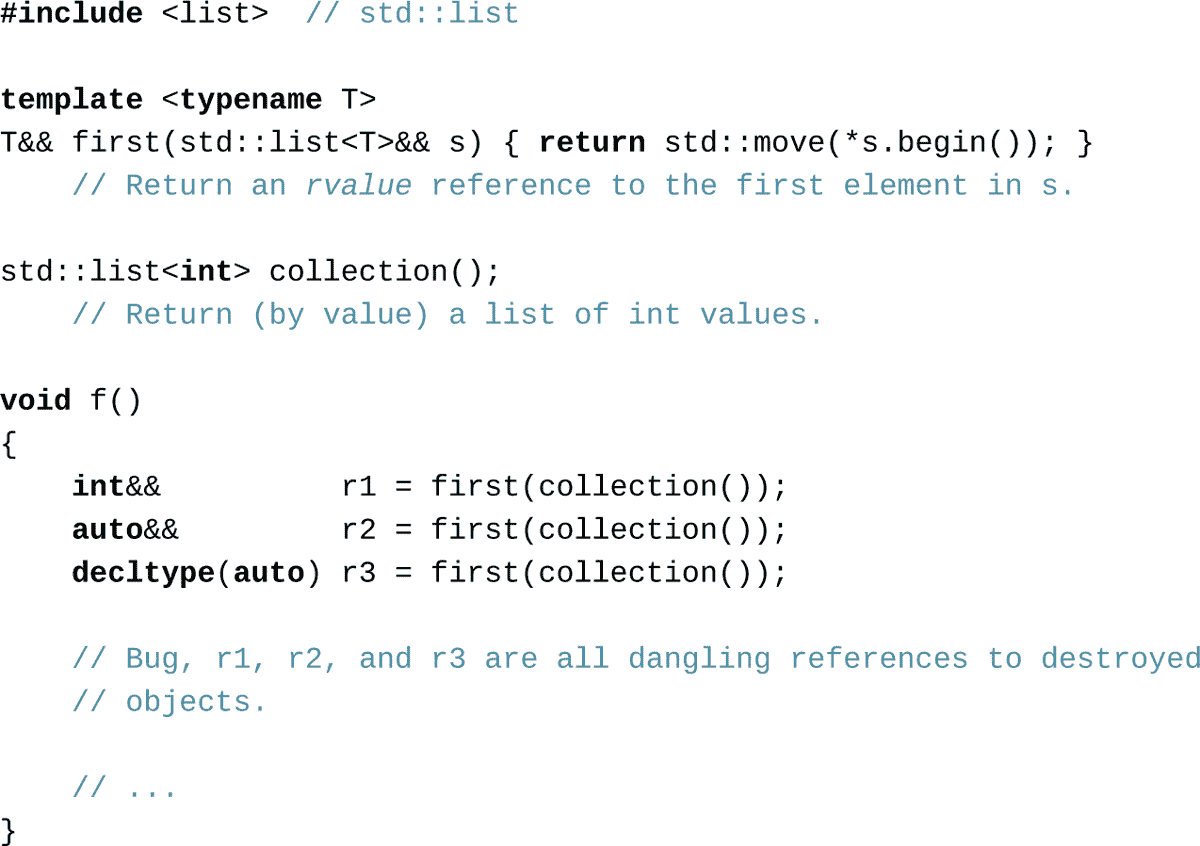 #include <list>  // std::list

template <typename T>
T&& first(std::list<T>&& s) { return std::move(*s.begin()); }
    // Return an rvalue reference to the first element in s.

std::list<int> collection();
    // Return (by value) a list of int values.

void f()
{
    int&&          r1 = first(collection());
    auto&&         r2 = first(collection());
    decltype(auto) r3 = first(collection());

    // Bug, r1, r2, and r3 are all dangling references to destroyed
    // objects.

    // ...
}